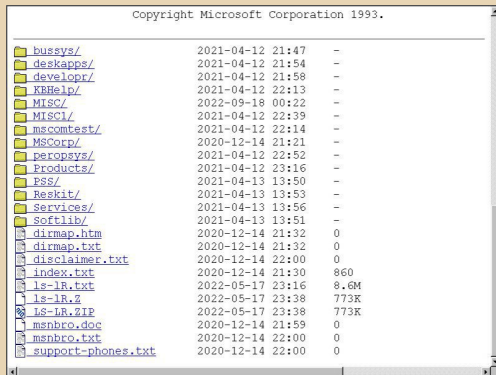 Copyright Microsoft Corporation 1993.
bussys/ 2021-04-12 21:47 -
deskapps/ 2021-04-12 21:54 -
developr/ 2021-04-12 21:58 -
KBHelp/ 2021-04-12 22:13 -
MISC/ 2022-09-18 00:22 -
MISC1/ 2021-04-12 22:39 -
mscomtest/ 2021-04-12 22:14 -
MSCorp/ 2020-12-14 21:21 -
peropsys/ 2021-04-12 22:52 -
Products/ 2021-04-12 23:16 -
PSS/ 2021-04-13 13:50 -
Reskit/ 2021-04-13 13:53 -
Services/ 2021-04-13 13:56 -
Softlib/ 2021-04-13 13:51 -
dirmap.htm 2020-12-14 21:32 0
dirmap.txt 2020-12-14 21:32 0
disclaimer.txt 2020-12-14 22:00 0
index.txt 2020-12-14 21:30 860
ls-lR.txt 2022-05-17 23:16 8.6M
ls-lR.Z 2022-05-17 23:38 773K
LS-LR.ZIP 2022-05-17 23:38 773K
msnbro.doc 2020-12-14 21:59 0
msnbro.txt 2020-12-14 22:00 0
support-phones.txt 2020-12-14 22:00 0